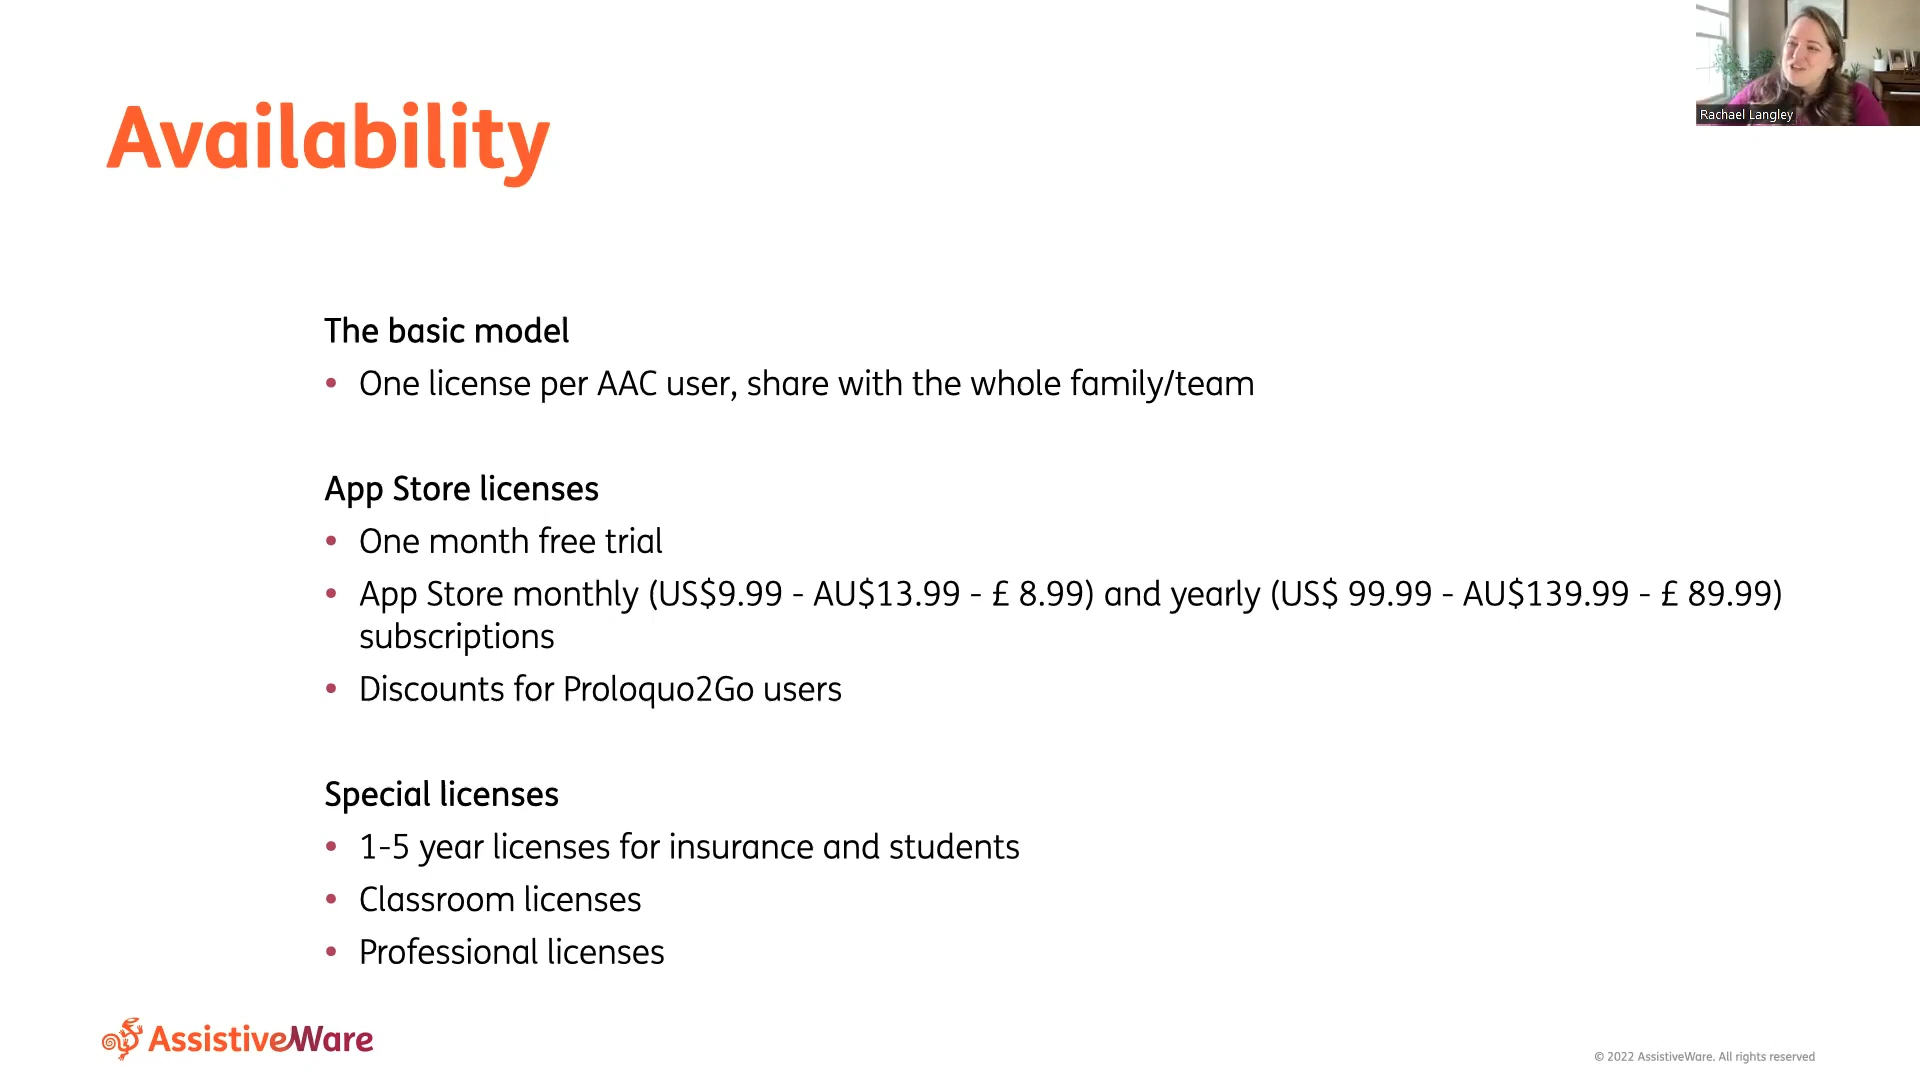 Rachael Langley
Availability
The basic model
• One license per AAC user, share with the whole family/team
App Store licenses
• One month free trial
• App Store monthly (US$9.99 - AU$13.99 - £ 8.99) and yearly (US$ 99.99 - AU$139.99 - £ 89.99)
subscriptions
• Discounts for Proloquo2Go users
Special licenses
• 1-5 year licenses for insurance and students
• Classroom licenses
• Professional licenses
AssistiveWare
© 2022 AssistiveWare. All rights reserved